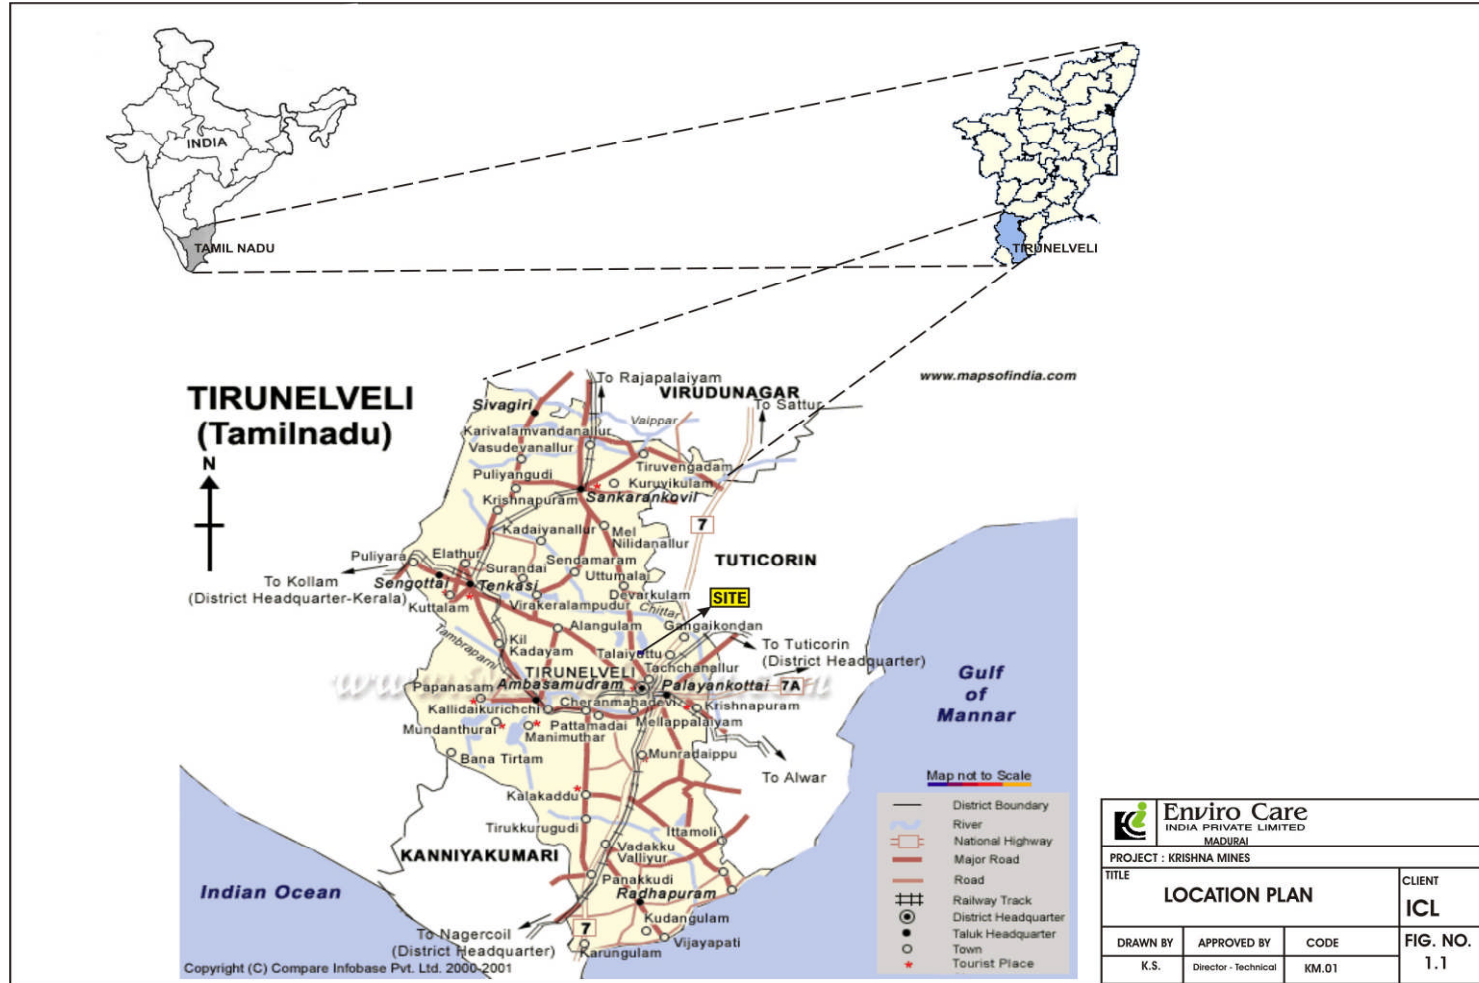 INDIA
TAMIL NADU
TIRUNELVELI
TIRUNELVELI
(Tamilnadu)
N
www.mapsofindia.com
To Rajapalaiyam
VIRUDUNAGAR
To Sattur
Sivagiri
Vaippar
Karivalamvandanallur
Vasudevanallur
Tiruvengadam
Puliyangudi
Kuruvikulam
Krishnapuram
Sankarankovil
7
Kadaiyanallur
Mel
Nilidanallur
Puliyara
Elathur
Surandai
Sendamaram
TUTICORIN
To Kollam
(District Headquarter-Kerala)
Sengottai
Tenkasi
Uttumalai
Devarkulam
SITE
Kuttalam
Virakeralampudur
Chittar
Alangulam
Gangaikondan
Tambraparni
Kil
Kadayam
Talaiyuttu
To Tuticorin
(District Headquarter)
TIRUNELVELI
Tachchanallur
Papanasam
Ambasamudram
Palayankottai
7A
Kallidaikurichchi
Cheranmahadevi
Krishnapuram
Mundanthurai
Manimuthar
Pattamadai
Mellappalaiyam
Gulf
of
Mannar
Bana Tirtam
Munradaippu
To Alwar
Kalakaddu
Tirukkurugudi
Ittamoli
KANNIYAKUMARI
Vadakku
Valliyur
Panakkudi
Radhapuram
Indian Ocean
Kudangulam
To Nagercoil
(District Headquarter)
7
Vijayapati
Karungulam
Copyright (C) Compare Infobase Pvt. Ltd. 2000-2001
Map not to Scale
District Boundary
River
National Highway
Major Road
Road
Railway Track
District Headquarter
Taluk Headquarter
Town
Tourist Place
Enviro Care
INDIA PRIVATE LIMITED
MADURAI
PROJECT : KRISHNA MINES
TITLE
LOCATION PLAN
CLIENT
ICL
DRAWN BY
APPROVED BY
CODE
FIG. NO.
K.S.
Director - Technical
KM.01
1.1